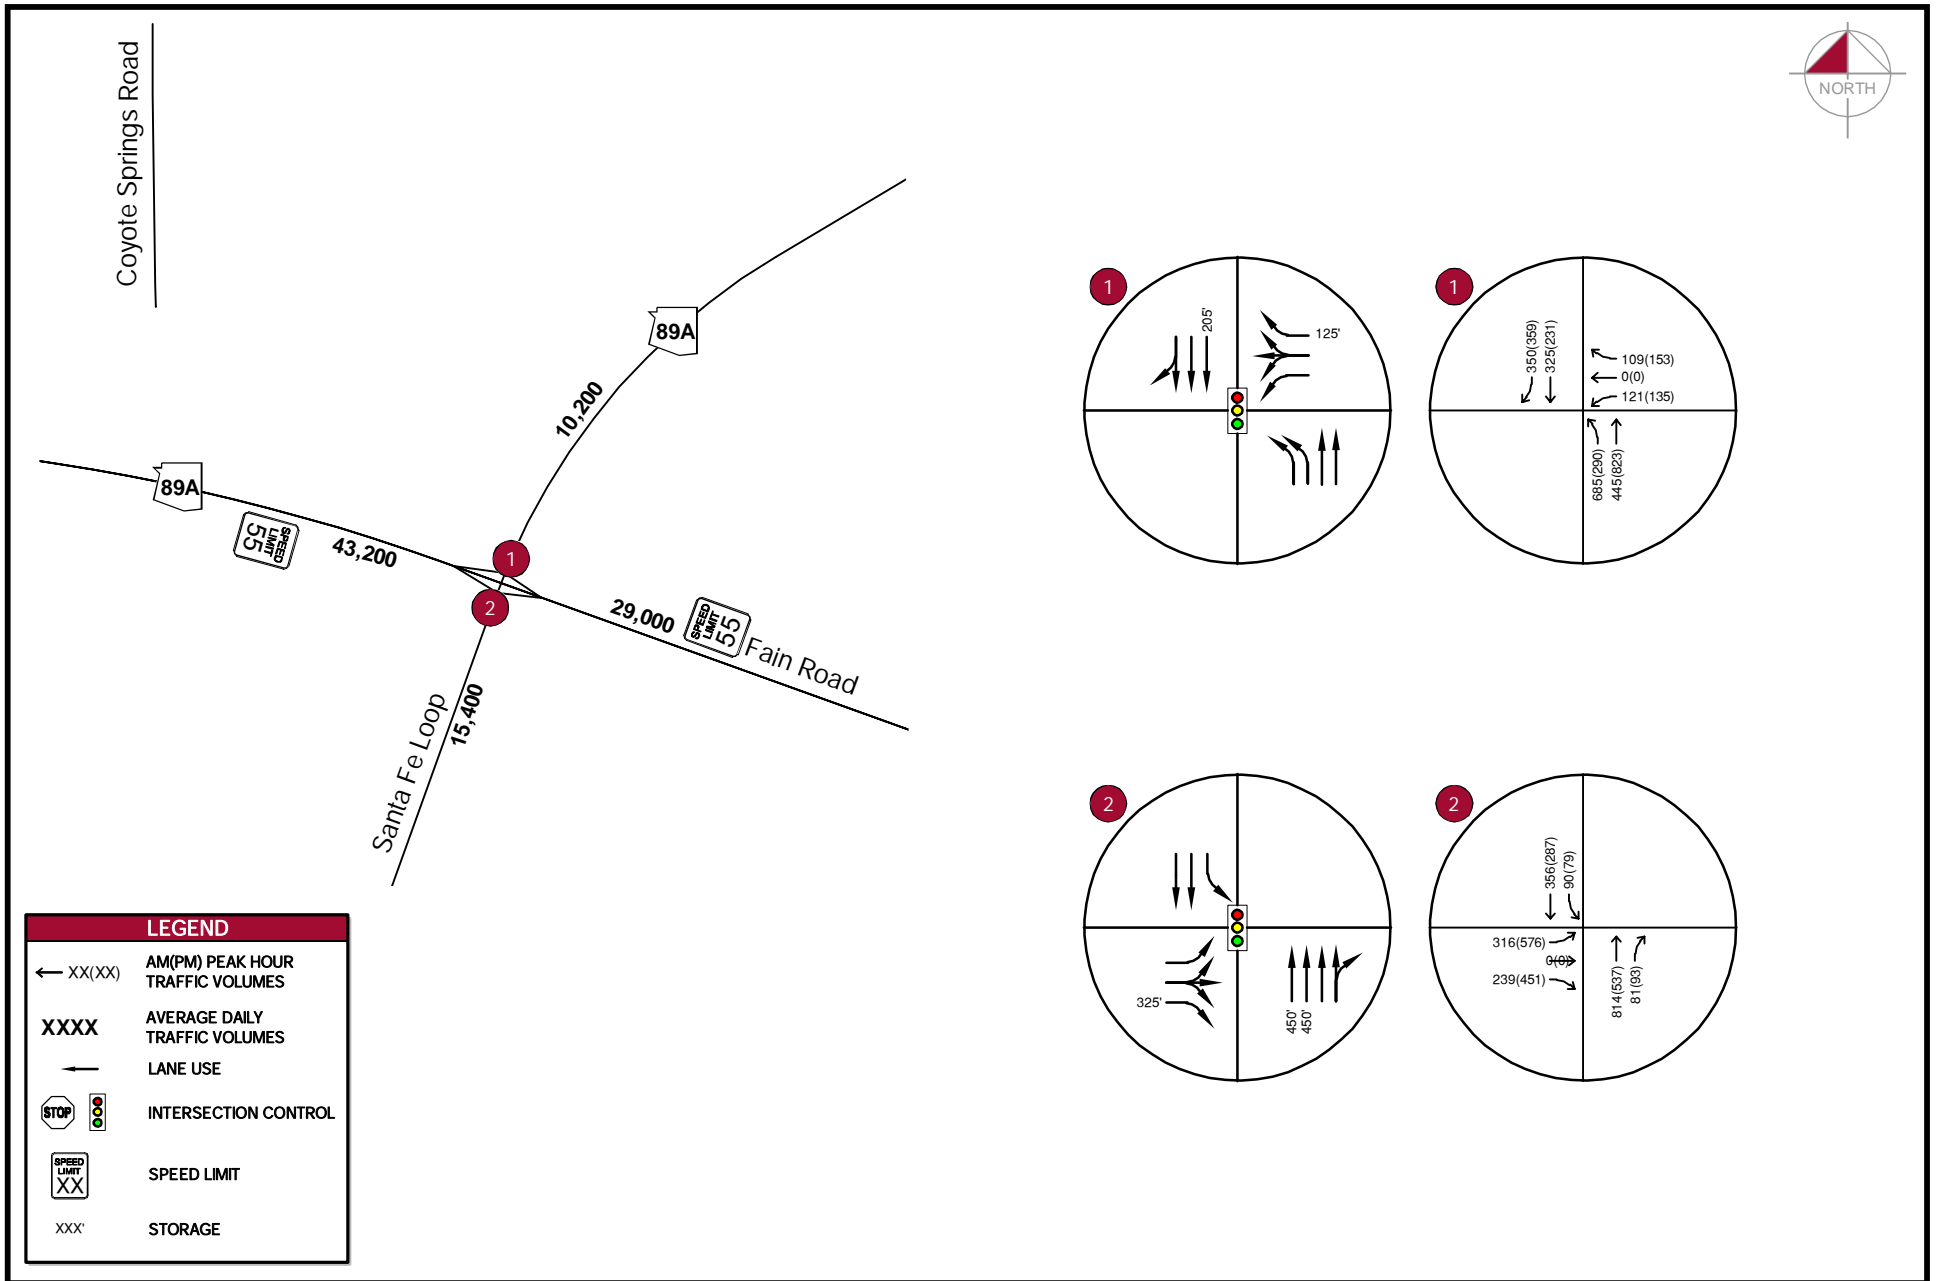 Coyote Springs Road
NORTH
89A
10,200
89A
SPEED
LIMIT
55
43,200
1
2
29,000
SPEED
LIMIT
55
Fain Road
Santa Fe Loop
15,400
1
205'
125'
1
350(359)
325(231)
109(153)
0(0)
121(135)
685(290)
445(823)
2
325'
450'
450'
2
356(287)
90(79)
316(576)
0(0)
239(451)
814(537)
81(93)
LEGEND
XX(XX)
AM(PM) PEAK HOUR
TRAFFIC VOLUMES
XXXX
AVERAGE DAILY
TRAFFIC VOLUMES
LANE USE
STOP
INTERSECTION CONTROL
SPEED
LIMIT
XX
SPEED LIMIT
XXX'
STORAGE